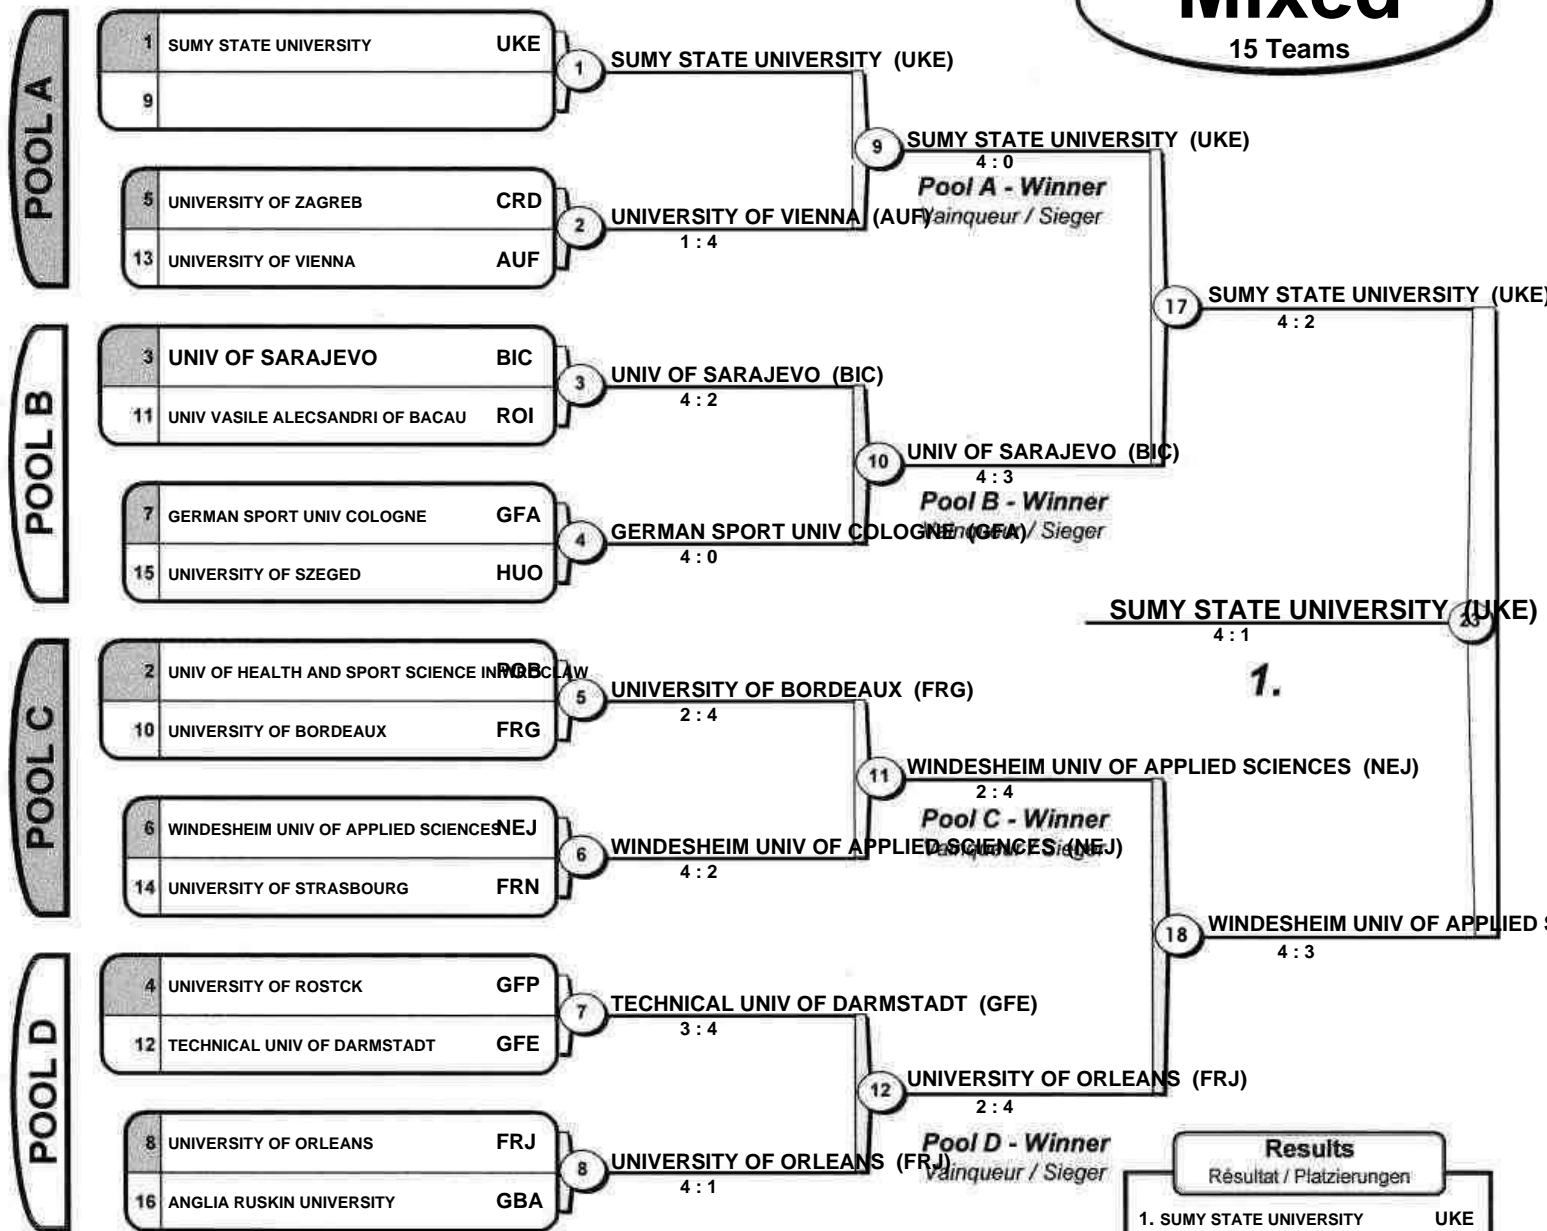 Mixed
15 Teams
POOL A
1 SUMY STATE UNIVERSITY UKE
9
5 UNIVERSITY OF ZAGREB CRD
13 UNIVERSITY OF VIENNA AUF
1 SUMY STATE UNIVERSITY (UKE)
2 UNIVERSITY OF VIENNA (AUF)
1 : 4
9 SUMY STATE UNIVERSITY (UKE)
4 : 0
Pool A - Winner
Vainqueur / Sieger
POOL B
3 UNIV OF SARAJEVO BIC
11 UNIV VASILE ALECSANDRI OF BACAU ROI
7 GERMAN SPORT UNIV COLOGNE GFA
15 UNIVERSITY OF SZEGED HUO
3 UNIV OF SARAJEVO (BIC)
4 : 2
4 GERMAN SPORT UNIV COLOGNE (GFA)
4 : 0
10 UNIV OF SARAJEVO (BIC)
4 : 3
Pool B - Winner
Vainqueur / Sieger
17 SUMY STATE UNIVERSITY (UKE)
4 : 2
POOL C
2 UNIV OF HEALTH AND SPORT SCIENCE IN WROCLAW POB
10 UNIVERSITY OF BORDEAUX FRG
6 WINDESHEIM UNIV OF APPLIED SCIENCES NEJ
14 UNIVERSITY OF STRASBOURG FRN
5 UNIVERSITY OF BORDEAUX (FRG)
2 : 4
6 WINDESHEIM UNIV OF APPLIED SCIENCES (NEJ)
4 : 2
11 WINDESHEIM UNIV OF APPLIED SCIENCES (NEJ)
2 : 4
Pool C - Winner
Vainqueur / Sieger
POOL D
4 UNIVERSITY OF ROSTCK GFP
12 TECHNICAL UNIV OF DARMSTADT GFE
8 UNIVERSITY OF ORLEANS FRJ
16 ANGLIA RUSKIN UNIVERSITY GBA
7 TECHNICAL UNIV OF DARMSTADT (GFE)
3 : 4
8 UNIVERSITY OF ORLEANS (FRJ)
4 : 1
12 UNIVERSITY OF ORLEANS (FRJ)
2 : 4
Pool D - Winner
Vainqueur / Sieger
18 WINDESHEIM UNIV OF APPLIED
4 : 3
SUMY STATE UNIVERSITY (UKE) 23
4 : 1
1.
Results
Résultat / Platzierungen
1. SUMY STATE UNIVERSITY UKE